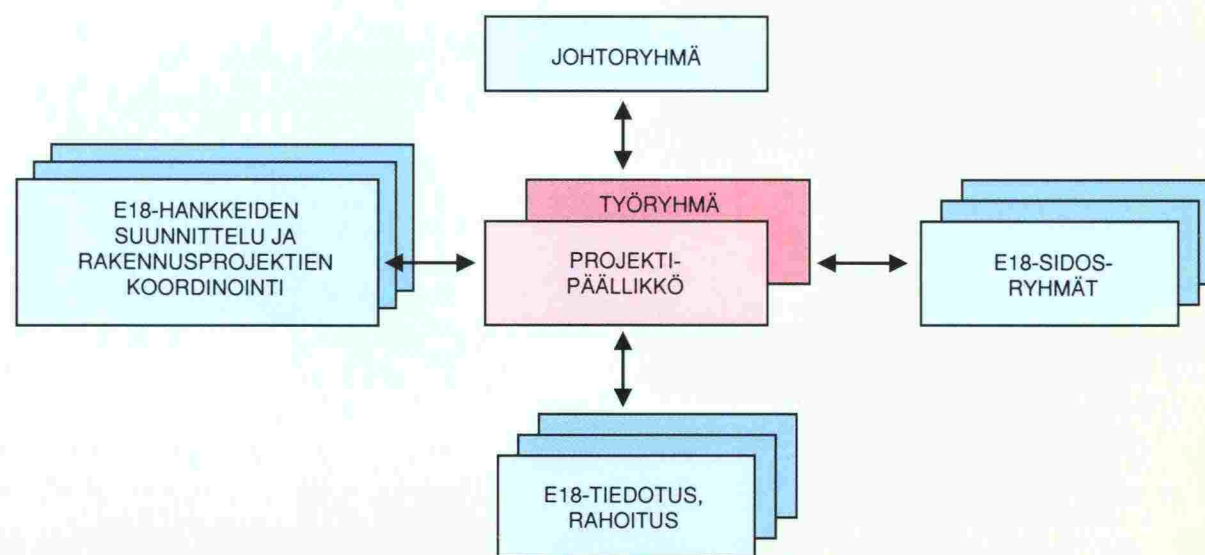 JOHTORYHMÄ
E18-HANKKEIDEN
SUUNNITTELU JA
RAKENNUSPROJEKTIEN
KOORDINOINTI
TYÖRYHMÄ
PROJEKTI-
PÄÄLLIKKÖ
E18-SIDOS-
RYHMÄT
E18-TIEDOTUS,
RAHOITUS